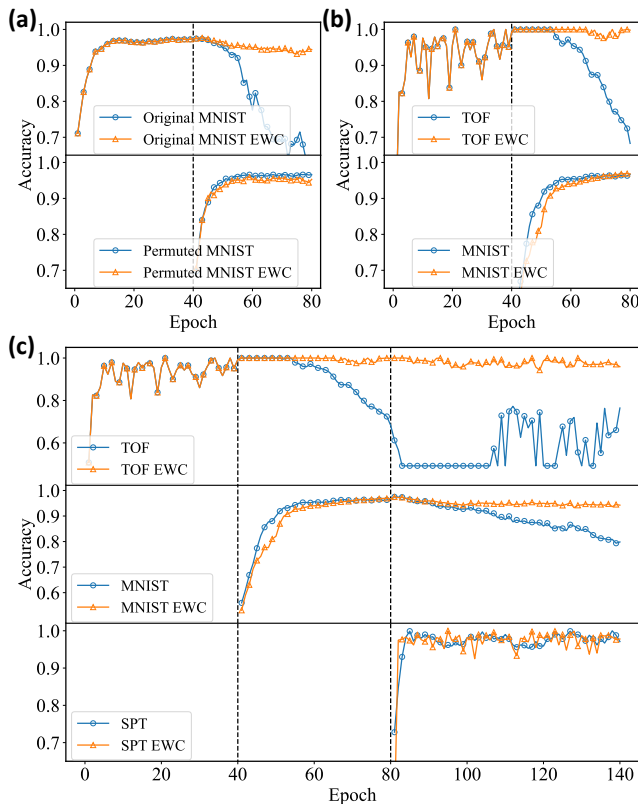 (a)
1.0
0.9
0.8
0.7
Original MNIST
Original MNIST EWC
1.0
0.9
0.8
0.7
Permuted MNIST
Permuted MNIST EWC
Accuracy
0 20 40 60 80
Epoch
(b)
1.0
0.9
0.8
0.7
TOF
TOF EWC
1.0
0.9
0.8
0.7
MNIST
MNIST EWC
Accuracy
0 20 40 60 80
Epoch
(c)
1.0
0.8
0.6
TOF
TOF EWC
1.0
0.9
0.8
0.7
0.6
MNIST
MNIST EWC
Accuracy
1.0
0.9
0.8
0.7
SPT
SPT EWC
0 20 40 60 80 100 120 140
Epoch